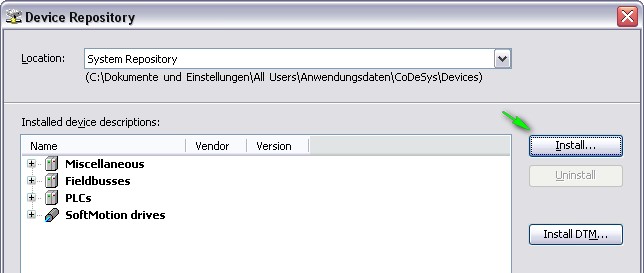 Device Repository
Location:
System Repository
(C:\Dokumente und Einstellungen\All Users\Anwendungsdaten\CoDeSys\Devices)
Installed device descriptions:
Name Vendor Version
Miscellaneous
Fieldbusses
PLCs
SoftMotion drives
Install...
Uninstall
Install DTM...